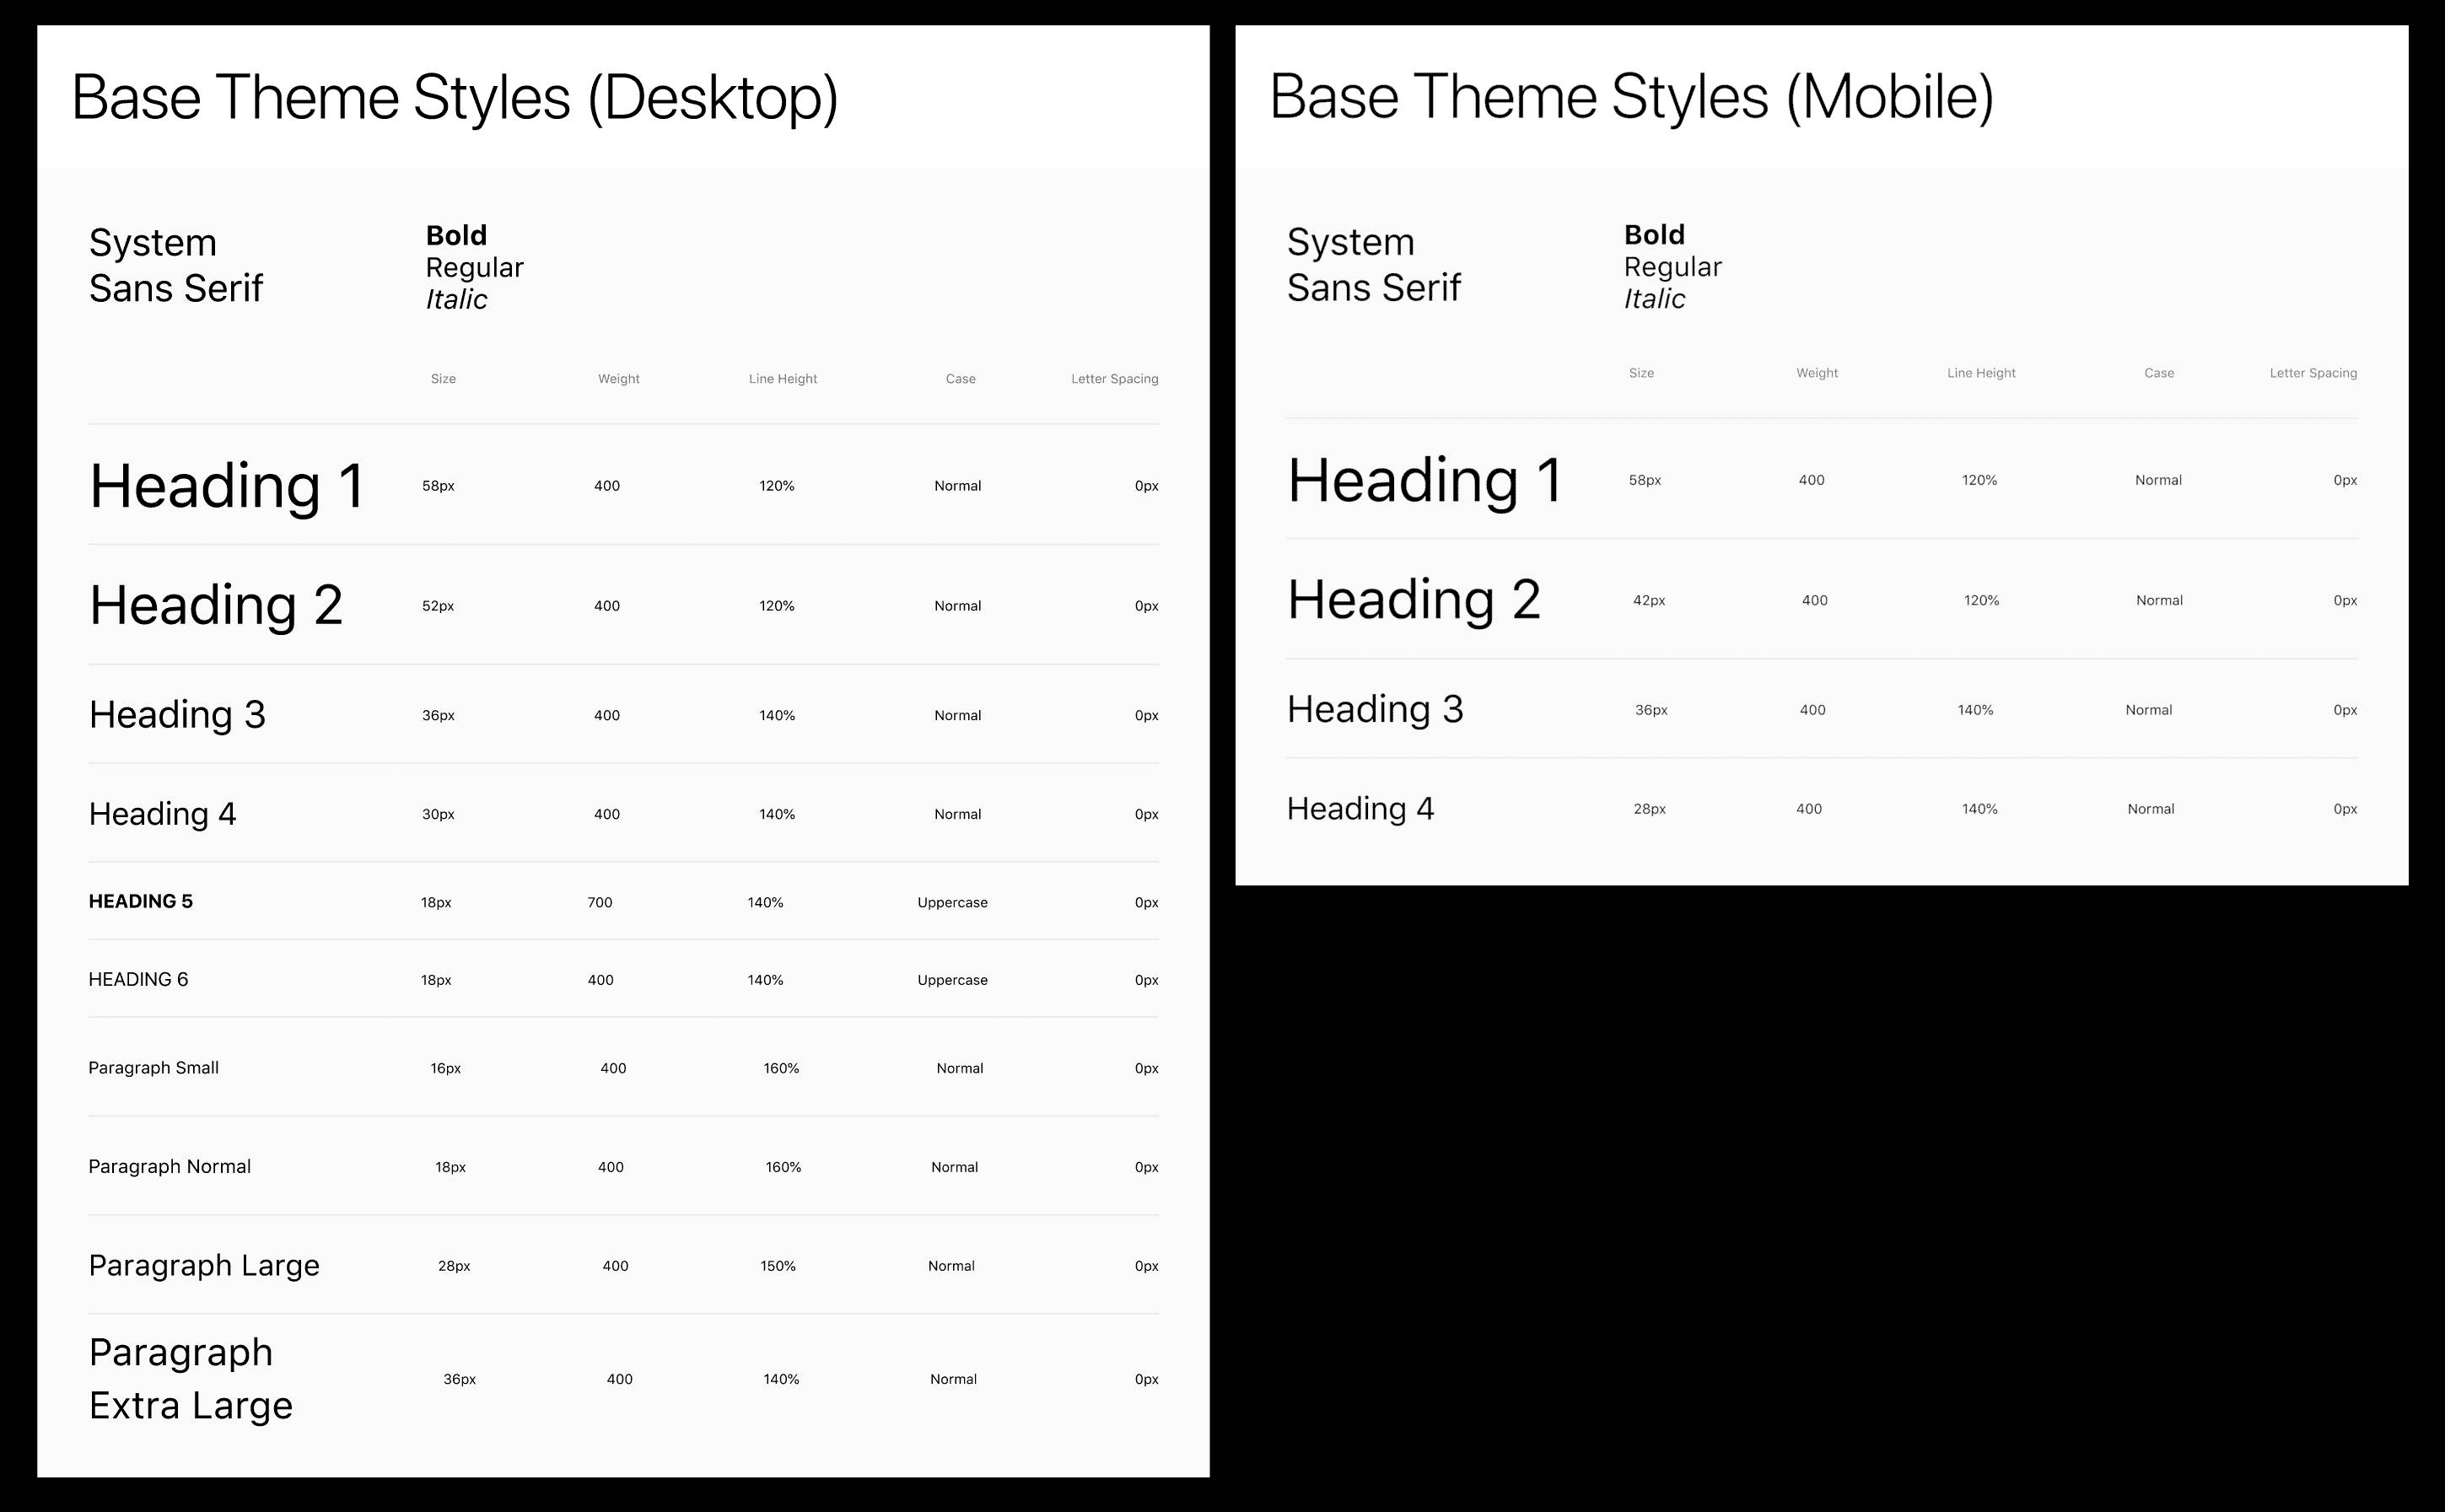 Base Theme Styles (Desktop)
System
Sans Serif
Bold
Regular
Italic
Size Weight Line Height Case Letter Spacing
Heading 1 58px 400 120% Normal 0px
Heading 2 52px 400 120% Normal 0px
Heading 3 36px 400 140% Normal 0px
Heading 4 30px 400 140% Normal 0px
HEADING 5 18px 700 140% Uppercase 0px
HEADING 6 18px 400 140% Uppercase 0px
Paragraph Small 16px 400 160% Normal 0px
Paragraph Normal 18px 400 160% Normal 0px
Paragraph Large 28px 400 150% Normal 0px
Paragraph
Extra Large 36px 400 140% Normal 0px
Base Theme Styles (Mobile)
System
Sans Serif
Bold
Regular
Italic
Size Weight Line Height Case Letter Spacing
Heading 1 58px 400 120% Normal 0px
Heading 2 42px 400 120% Normal 0px
Heading 3 36px 400 140% Normal 0px
Heading 4 28px 400 140% Normal 0px